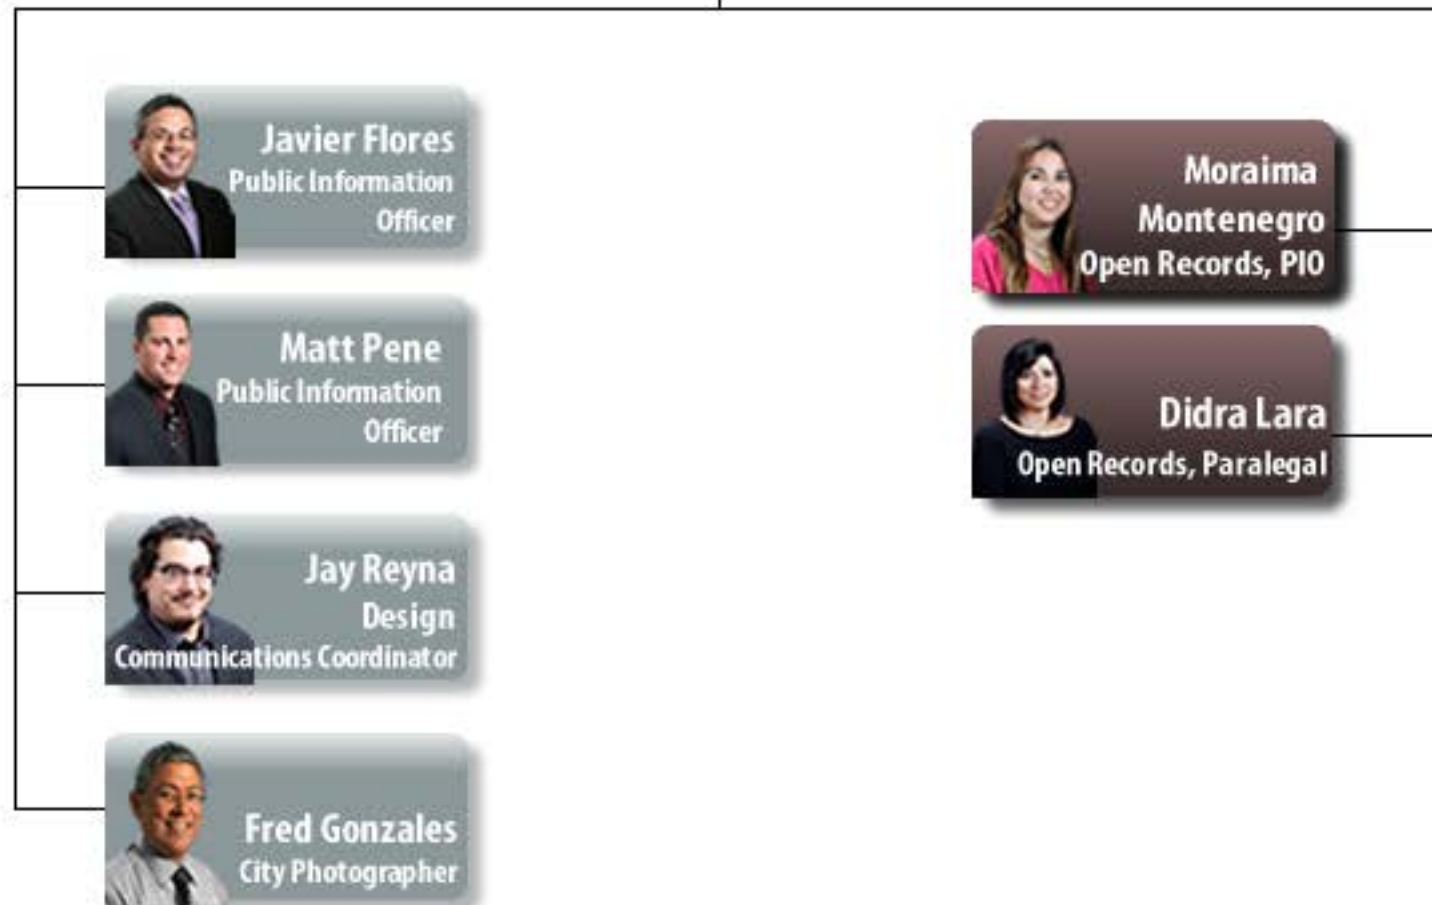 Javier Flores
Public Information
Officer
Matt Pene
Public Information
Officer
Jay Reyna
Design
Communications Coordinator
Fred Gonzales
City Photographer
Moraima
Montenegro
Open Records, PIO
Didra Lara
Open Records, Paralegal